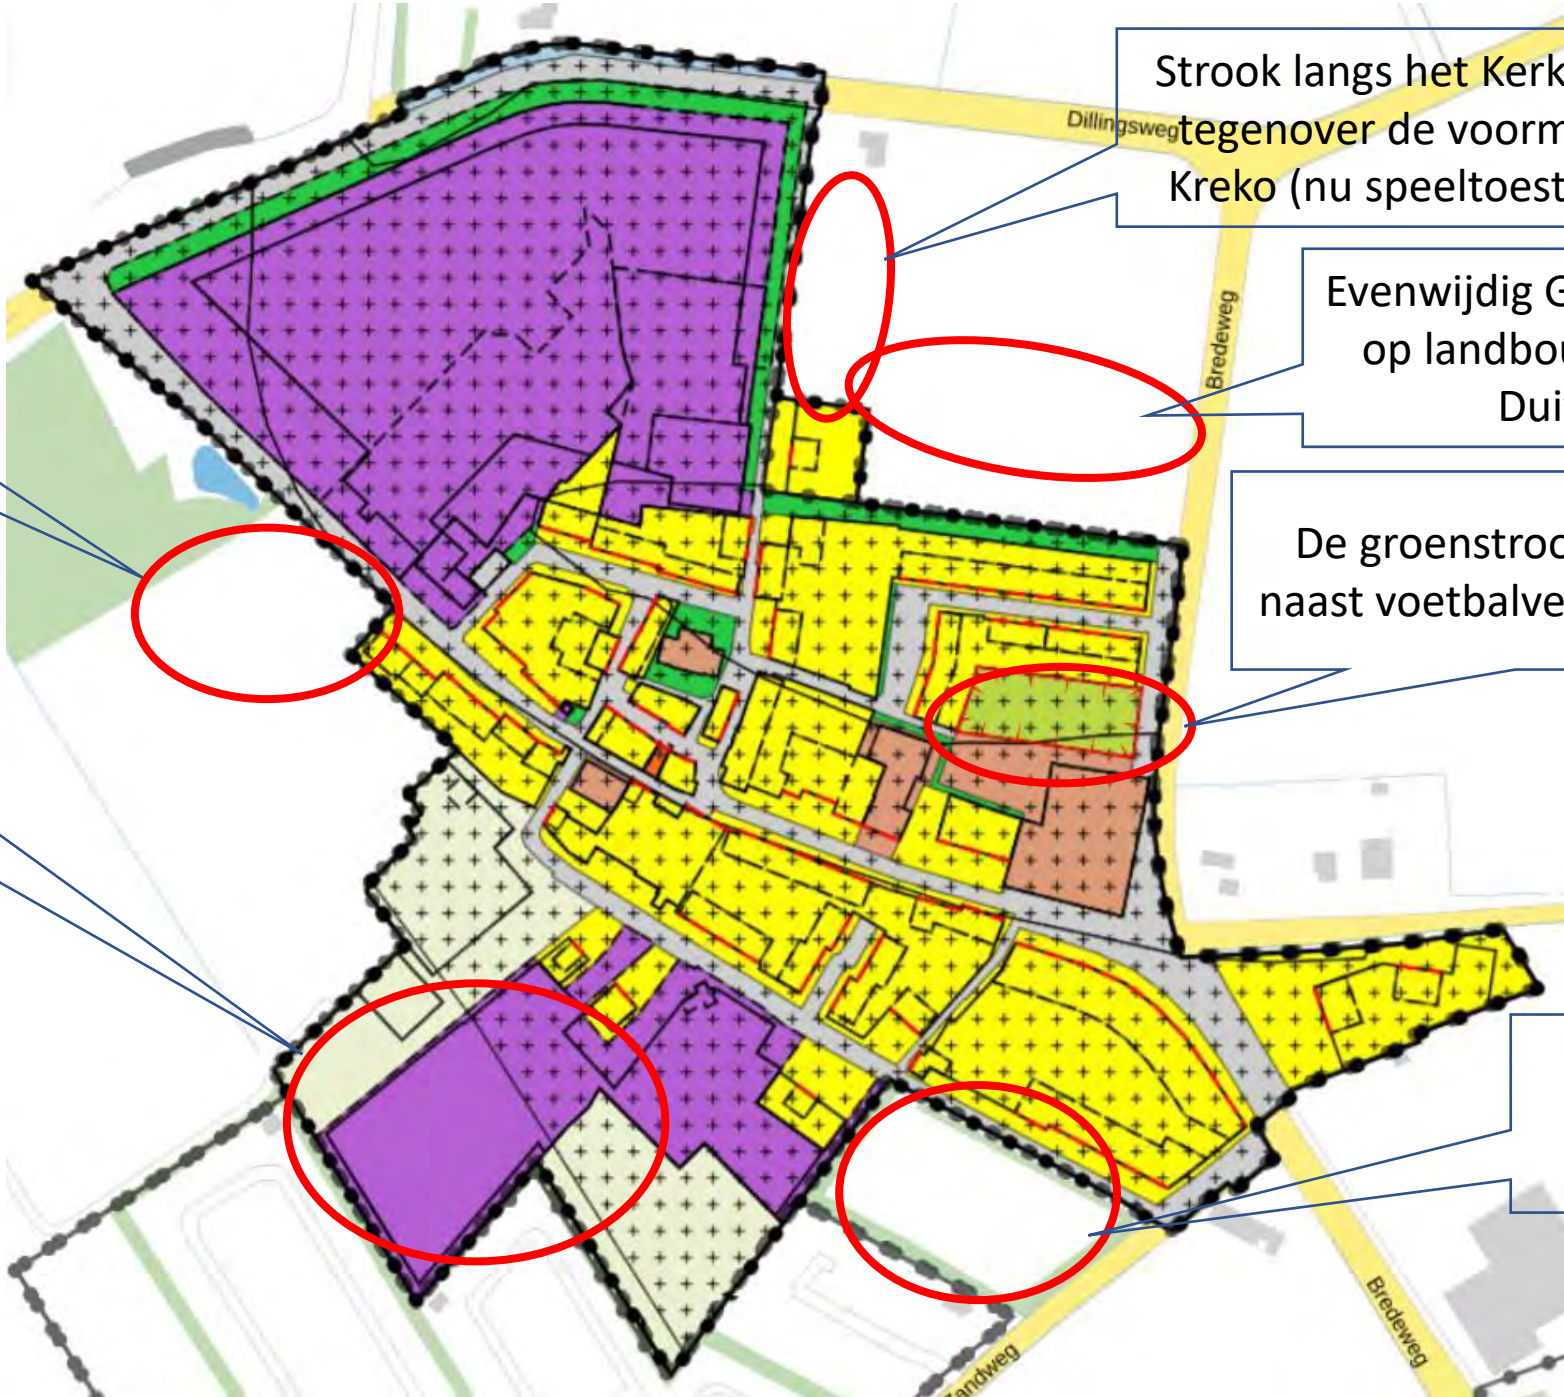 Strook langs het Kerk
tegenover de voorm
Kreko (nu speeltoest
Dillingsweg
Evenwijdig G
op landbou
Dui
Bredeweg
De groenstroo
naast voetbalve
Bredeweg
andweg